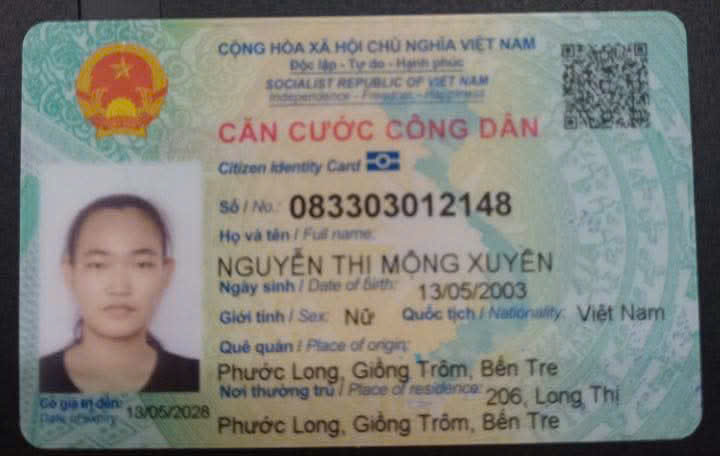 CỘNG HÒA XÃ HỘI CHỦ NGHĨA VIỆT NAM
Độc lập - Tự do - Hạnh phúc
SOCIALIST REPUBLIC OF VIET NAM
Independence - Freedom - Happiness
CĂN CƯỚC CÔNG DÂN
Citizen Identity Card
Số / No.: 083303012148
Họ và tên / Full name:
NGUYỄN THỊ MỘNG XUYÊN
Ngày sinh / Date of Birth: 13/05/2003
Giới tính / Sex: Nữ Quốc tịch / Nationality: Việt Nam
Quê quán / Place of origin:
Phước Long, Giồng Trôm, Bến Tre
Nơi thường trú / Place of residence: 206, Long Thị
Phước Long, Giồng Trôm, Bến Tre
Có giá trị đến: 13/05/2028
Date of expiry